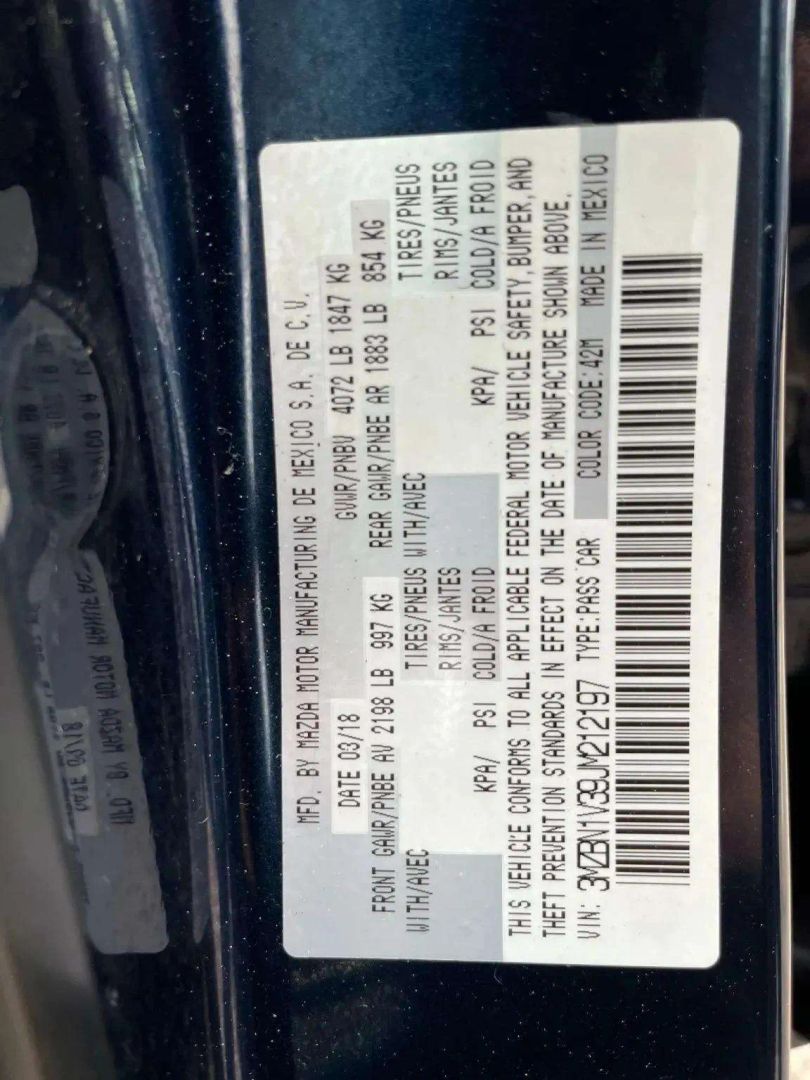 MFD. BY MAZDA MOTOR MANUFACTURING DE MEXICO S.A. DE C.V.
DATE 03/18 GVWR/PNBV 4072 LB 1847 KG
FRONT GAWR/PNBE AV 2198 LB 997 KG REAR GAWR/PNBE AR 1883 LB 854 KG
WITH/AVEC TIRES/PNEUS WITH/AVEC TIRES/PNEUS
RIMS/JANTES RIMS/JANTES
KPA/ PSI COLD/A FROID KPA/ PSI COLD/A FROID
THIS VEHICLE CONFORMS TO ALL APPLICABLE FEDERAL MOTOR VEHICLE SAFETY, BUMPER, AND
THEFT PREVENTION STANDARDS IN EFFECT ON THE DATE OF MANUFACTURE SHOWN ABOVE.
VIN: 3MZBN1V39JM212197 TYPE:PASS CAR COLOR CODE:42M MADE IN MEXICO